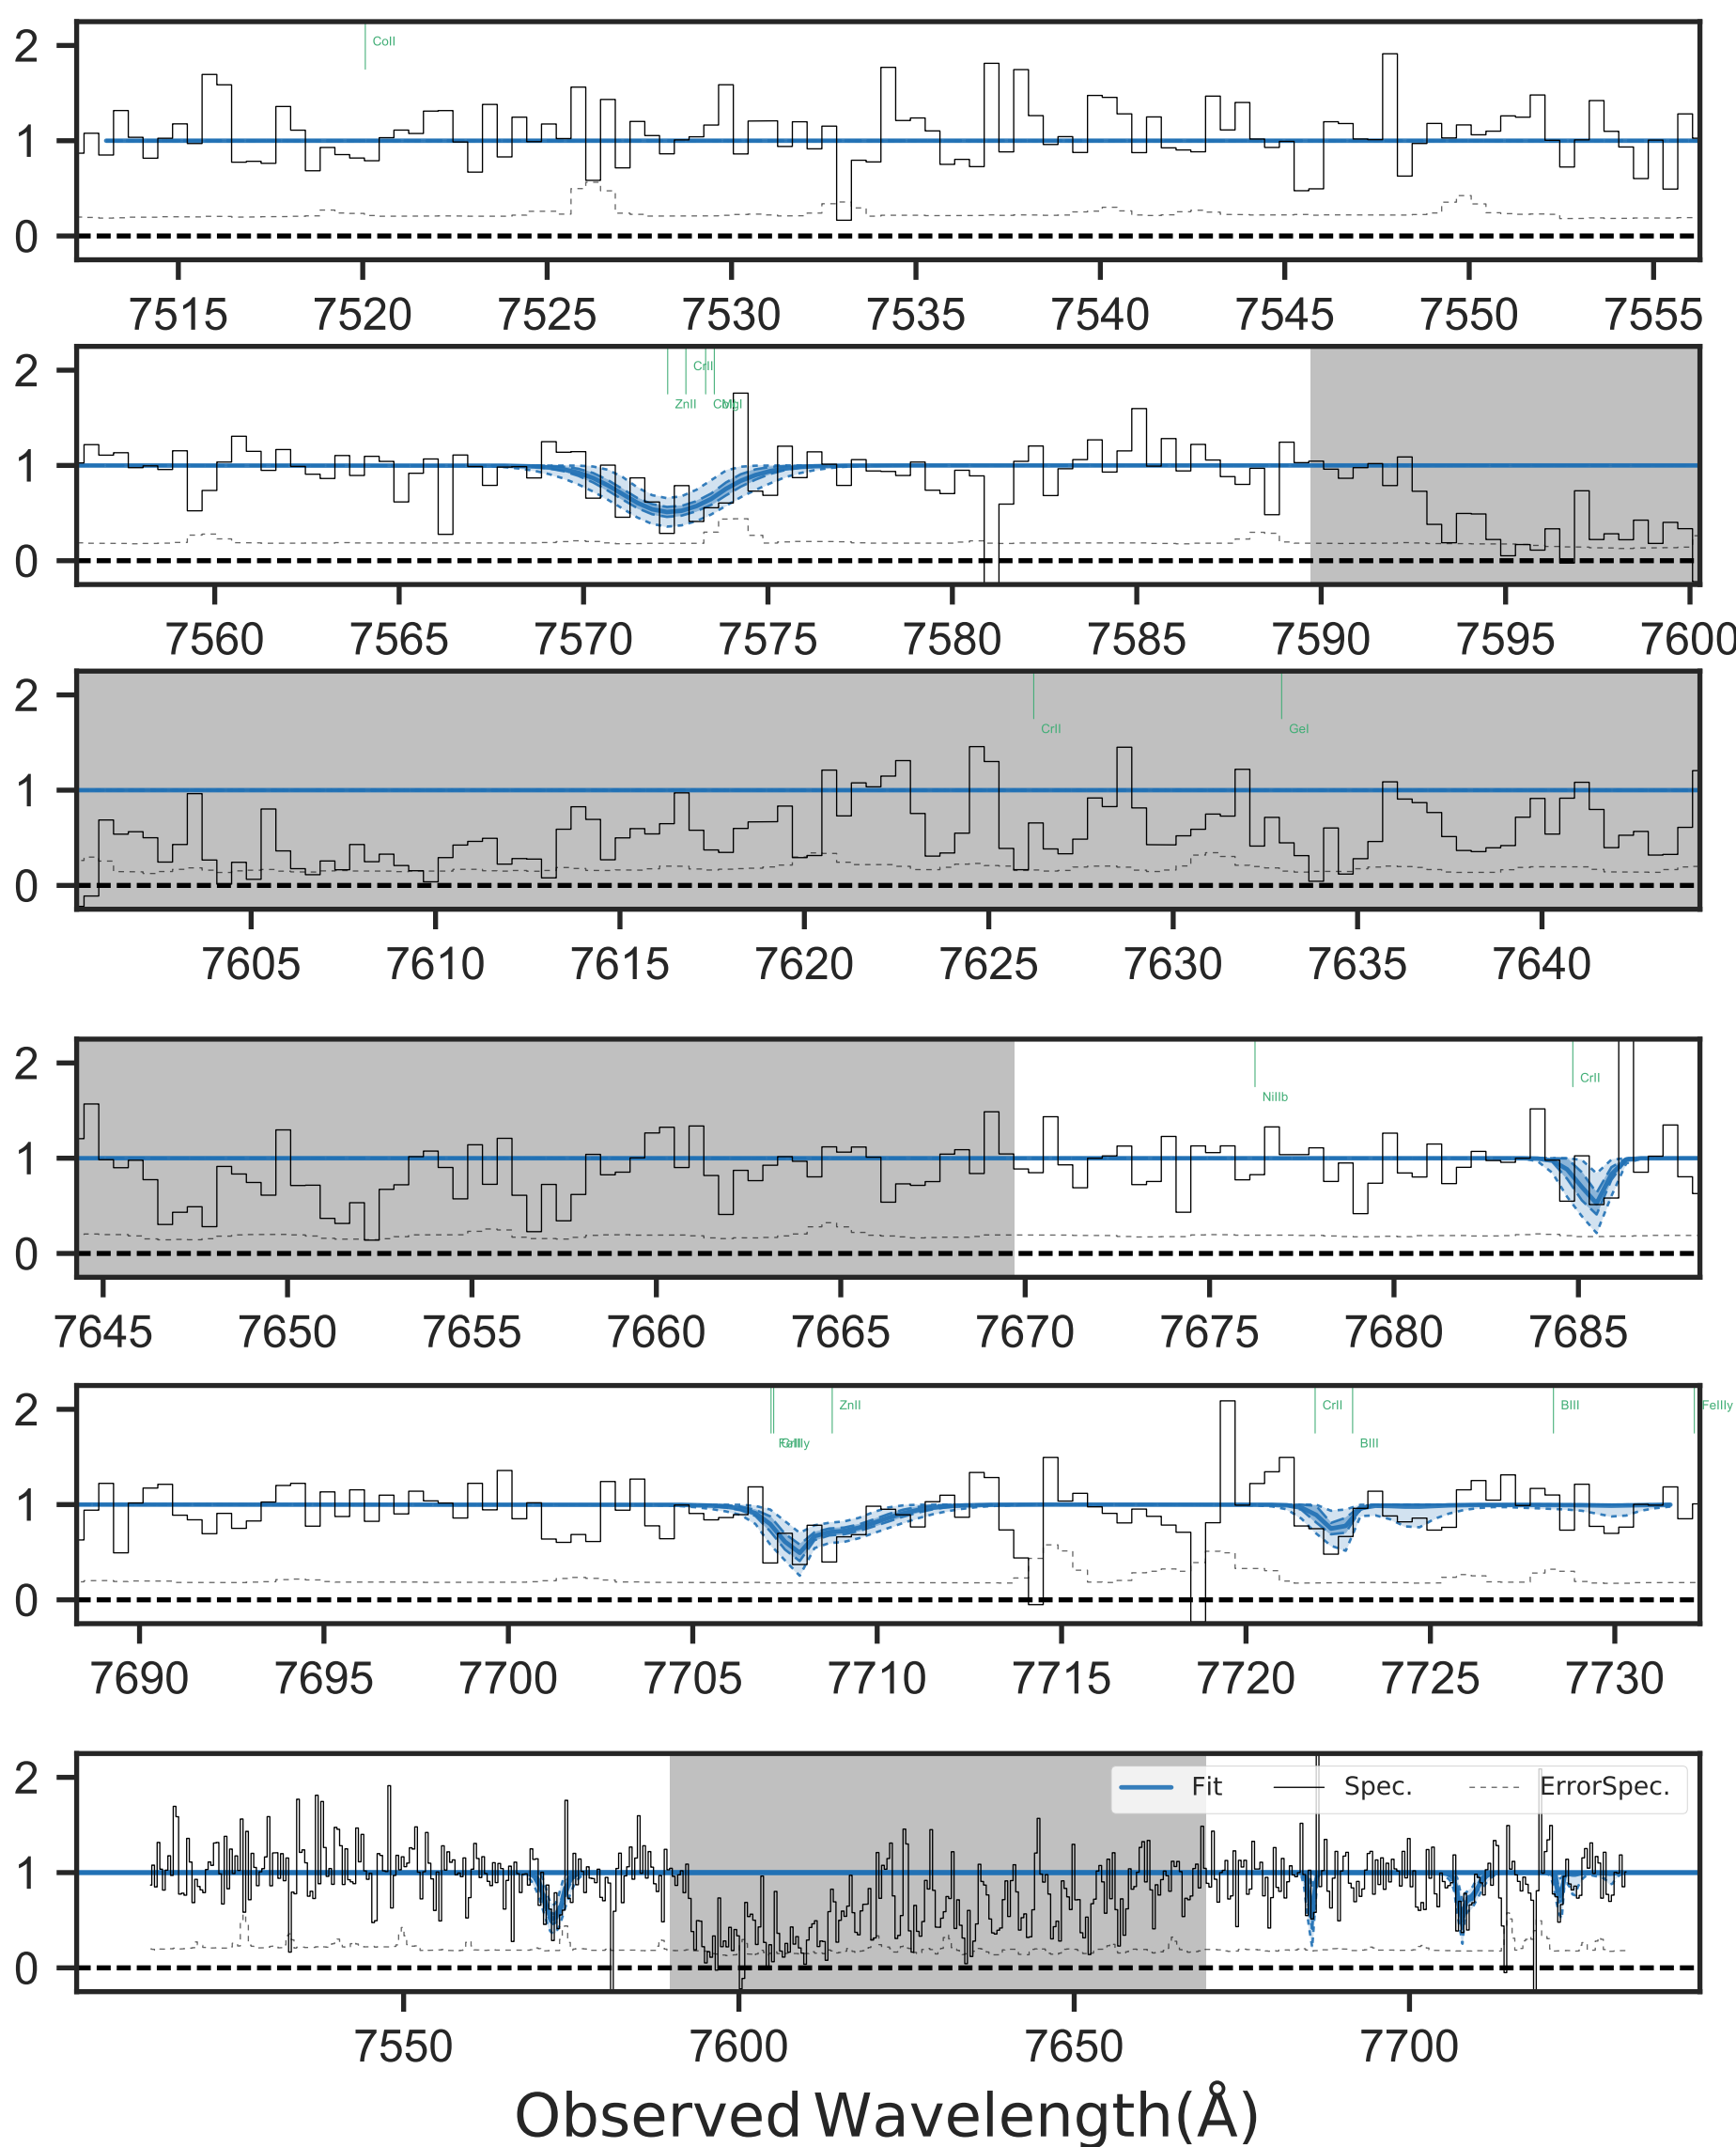 2
CoII
1
0
7515 7520 7525 7530 7535 7540 7545 7550 7555
2
CrII
ZnII MgI
1
0
7560 7565 7570 7575 7580 7585 7590 7595 7600
2
CrII GeI
1
0
7605 7610 7615 7620 7625 7630 7635 7640
2
CrII
NiIIb
1
0
7645 7650 7655 7660 7665 7670 7675 7680 7685
2
ZnII CrII BIII FeIIIy
BIII
1
0
7690 7695 7700 7705 7710 7715 7720 7725 7730
2
Fit Spec. ErrorSpec.
1
0
7550 7600 7650 7700
Observed Wavelength(Å)